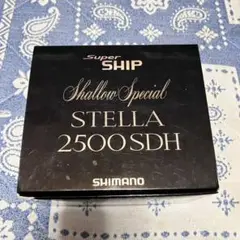 Super
SHIP
Shallow Special
STELLA
2500SDH
SHIMANO